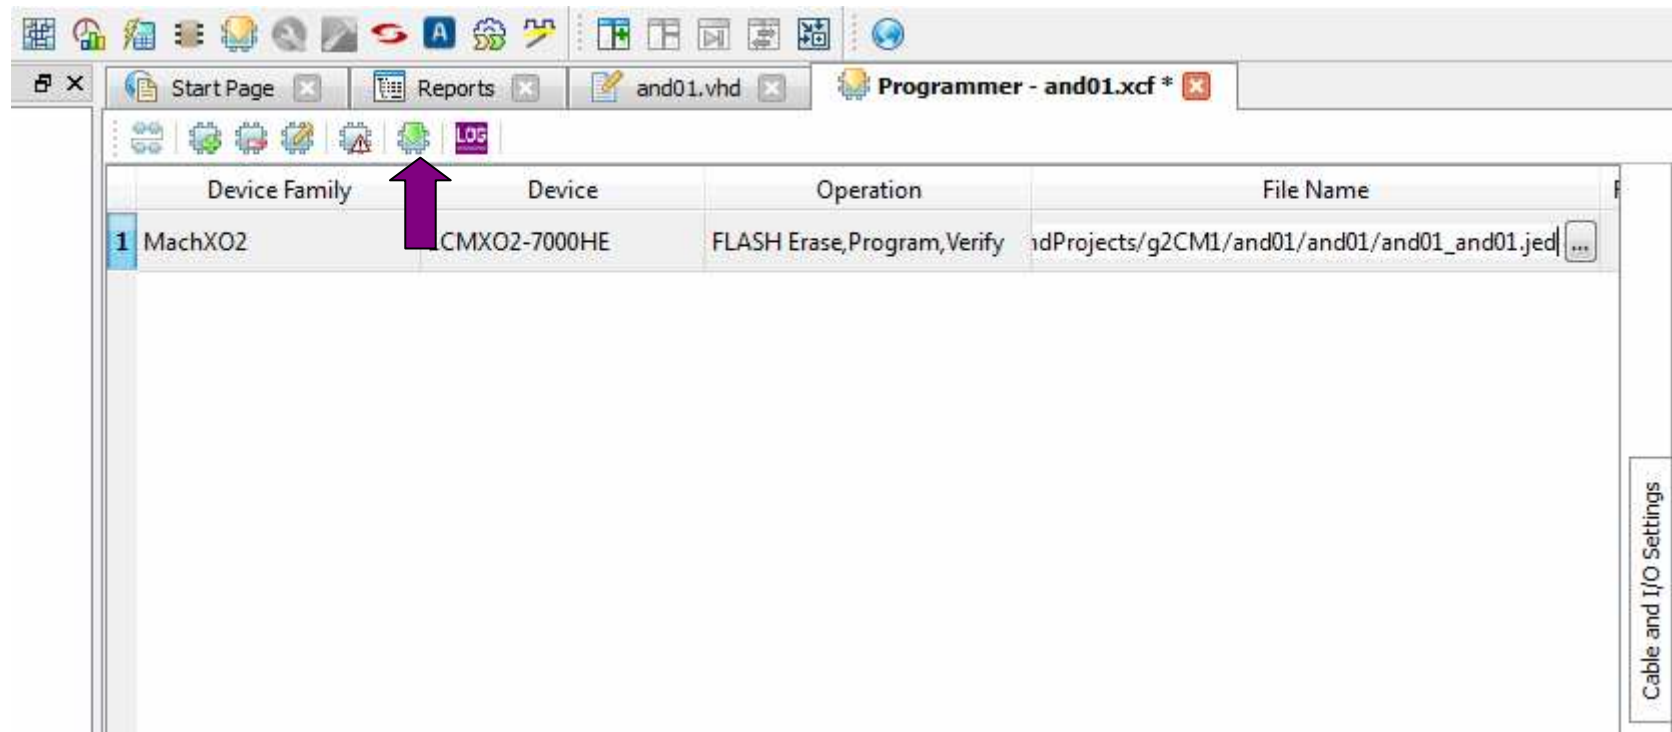 A
Start Page
Reports
and01.vhd
Programmer - and01.xcf *
LOG
Device Family
Device
Operation
File Name
1
MachXO2
CMXO2-7000HE
FLASH Erase,Program,Verify
ndProjects/g2CM1/and01/and01/and01_and01.jed
...
Cable and I/O Settings